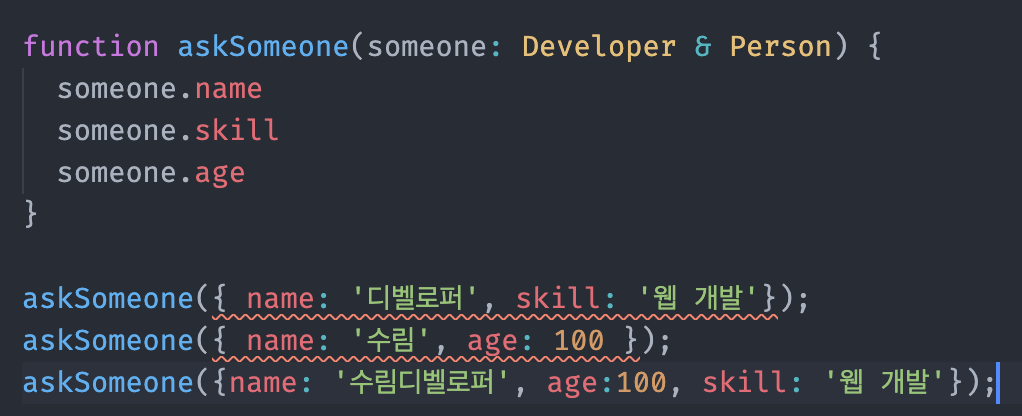 function askSomeone(someone: Developer & Person) {
  someone.name
  someone.skill
  someone.age
}
askSomeone({ name: '디벨로퍼', skill: '웹 개발'});
askSomeone({ name: '수림', age: 100 });
askSomeone({name: '수림디벨로퍼', age:100, skill: '웹 개발'});